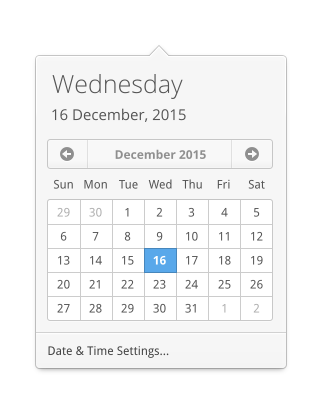 Wednesday
16 December, 2015
December 2015
Sun Mon Tue Wed Thu Fri Sat
29 30 1 2 3 4 5
6 7 8 9 10 11 12
13 14 15 16 17 18 19
20 21 22 23 24 25 26
27 28 29 30 31 1 2
Date & Time Settings...